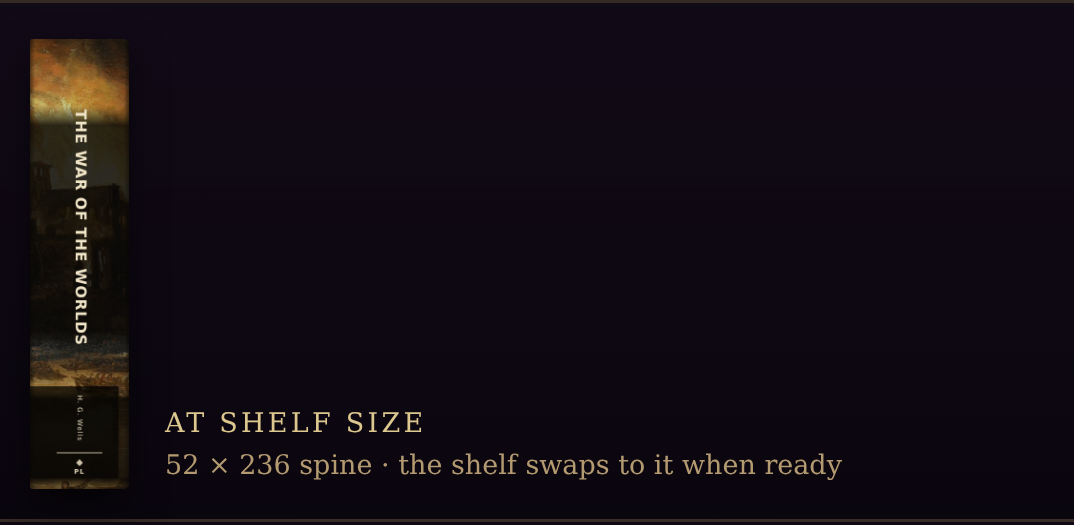 THE WAR OF THE WORLDS
H. G. Wells
PL
AT SHELF SIZE
52 × 236 spine · the shelf swaps to it when ready